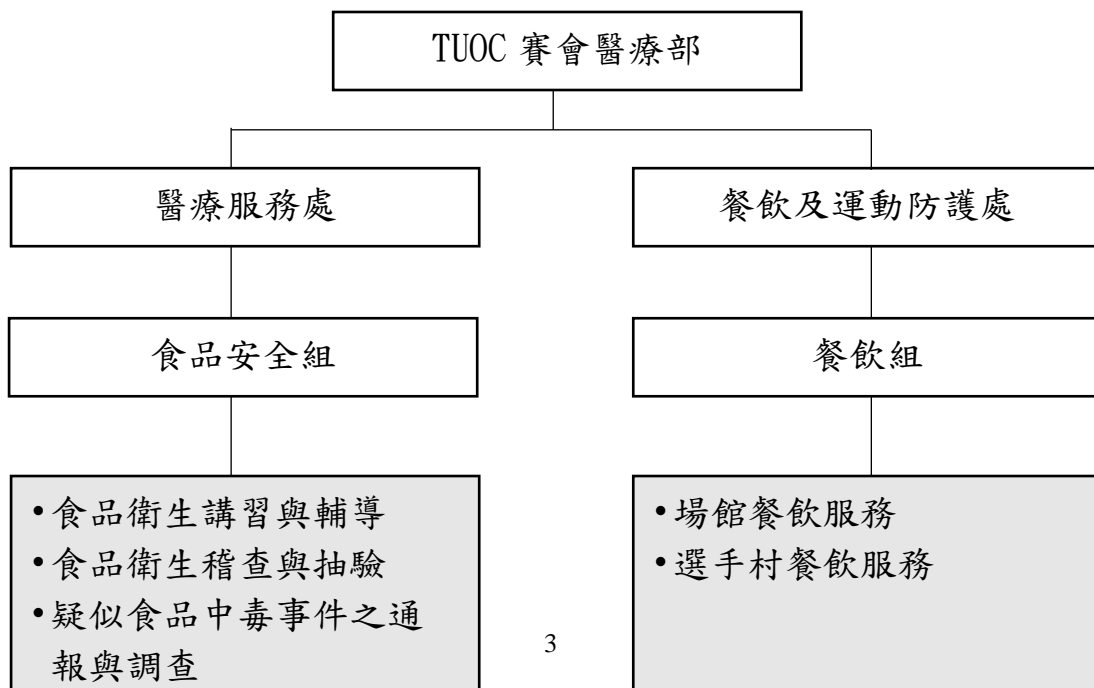 TUOC 賽會醫療部
醫療服務處
餐飲及運動防護處
食品安全組
餐飲組
•食品衛生講習與輔導
•食品衛生稽查與抽驗
•疑似食品中毒事件之通
報與調查
•場館餐飲服務
•選手村餐飲服務
3